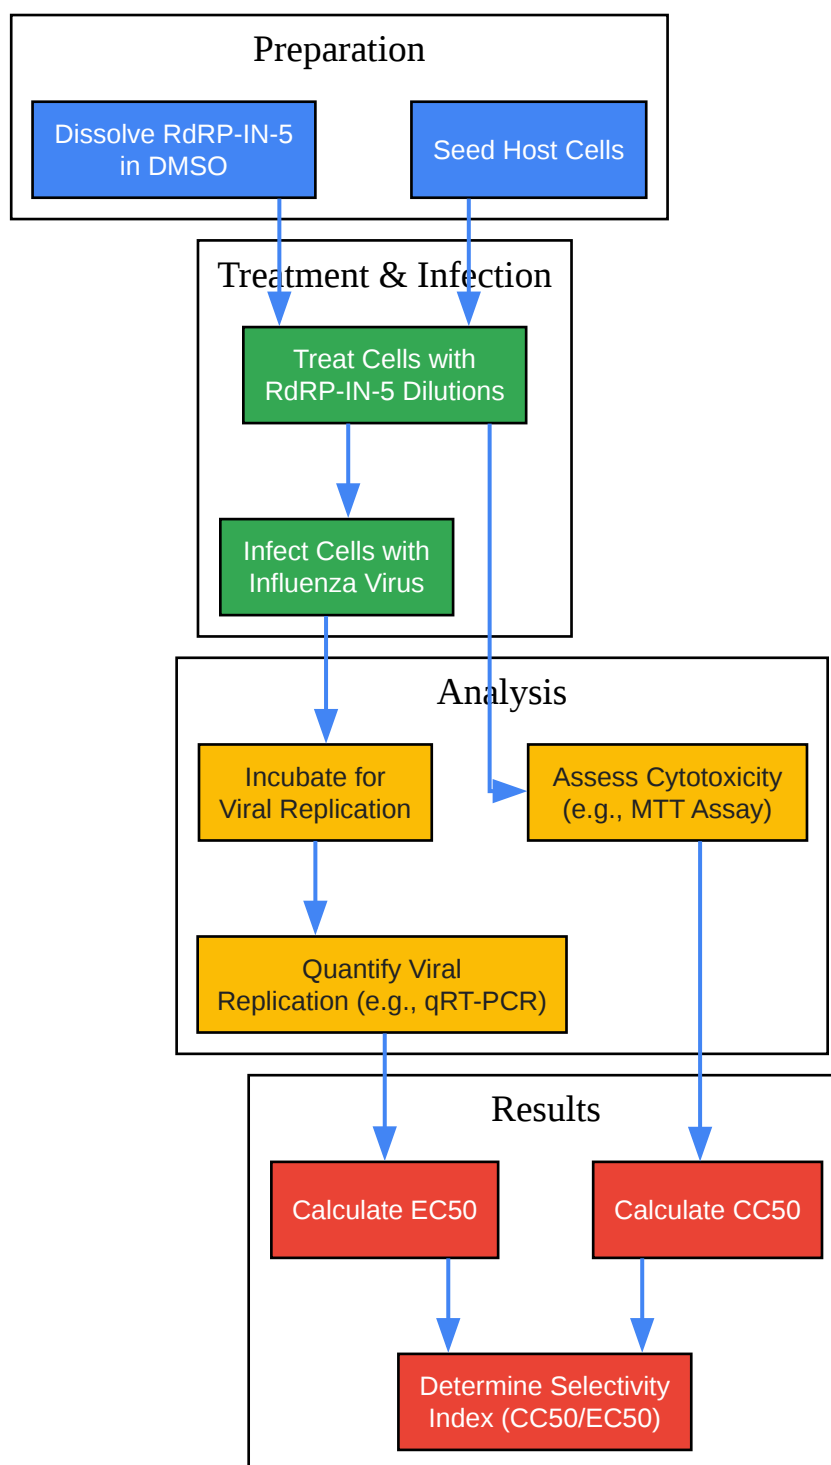 Preparation
Dissolve RdRP-IN-5
in DMSO
Seed Host Cells
Treatment & Infection
Treat Cells with
RdRP-IN-5 Dilutions
Infect Cells with
Influenza Virus
Analysis
Incubate for
Viral Replication
Assess Cytotoxicity
(e.g., MTT Assay)
Quantify Viral
Replication (e.g., qRT-PCR)
Results
Calculate EC50
Calculate CC50
Determine Selectivity
Index (CC50/EC50)